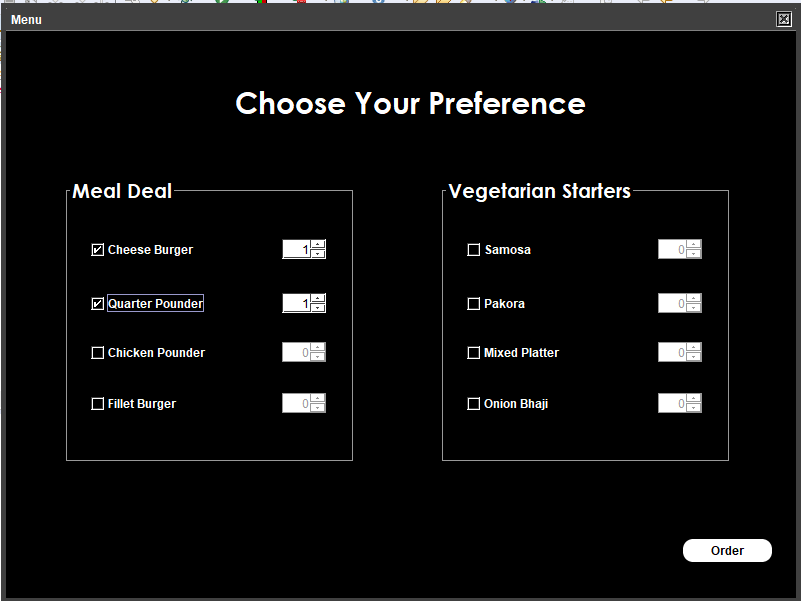 Menu
Choose Your Preference
Meal Deal
Cheese Burger 1
Quarter Pounder 1
Chicken Pounder 0
Fillet Burger 0
Vegetarian Starters
Samosa 0
Pakora 0
Mixed Platter 0
Onion Bhaji 0
Order